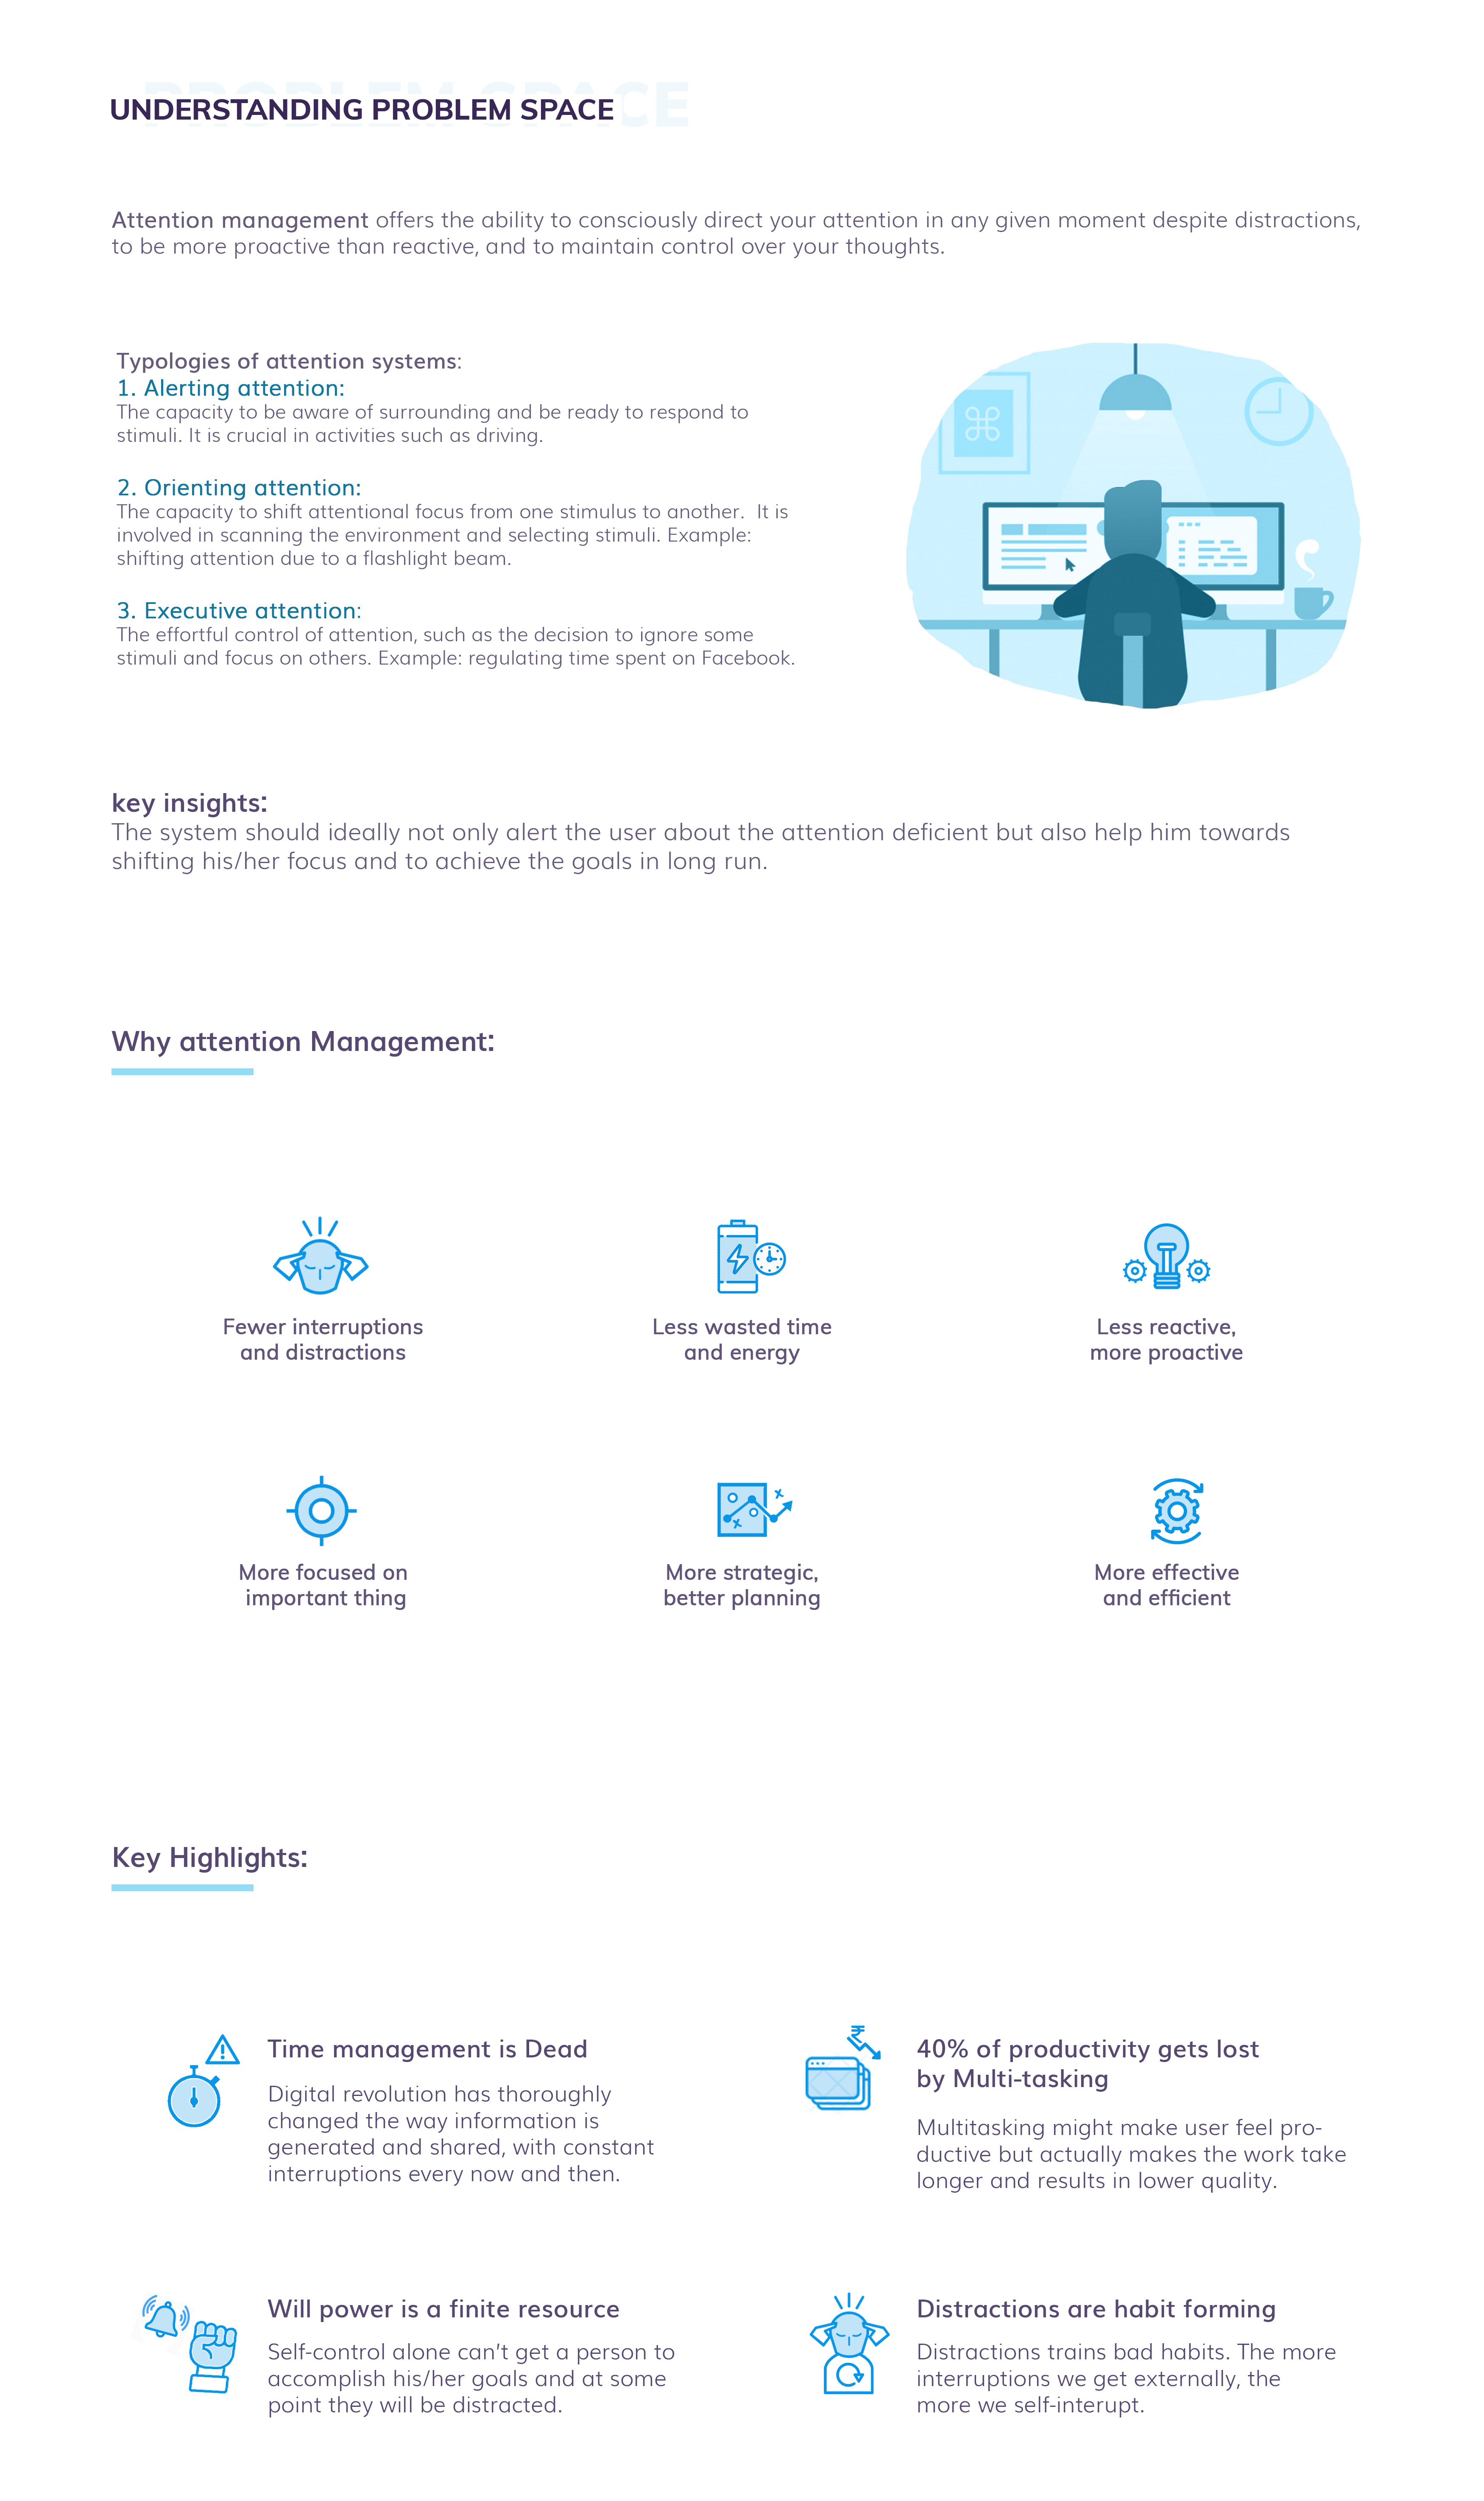 PROBLEM SPACE
UNDERSTANDING PROBLEM SPACE
Attention management offers the ability to consciously direct your attention in any given moment despite distractions,
to be more proactive than reactive, and to maintain control over your thoughts.
Typologies of attention systems:
1. Alerting attention:
The capacity to be aware of surrounding and be ready to respond to
stimuli. It is crucial in activities such as driving.
2. Orienting attention:
The capacity to shift attentional focus from one stimulus to another. It is
involved in scanning the environment and selecting stimuli. Example:
shifting attention due to a flashlight beam.
3. Executive attention:
The effortful control of attention, such as the decision to ignore some
stimuli and focus on others. Example: regulating time spent on Facebook.
key insights:
The system should ideally not only alert the user about the attention deficient but also help him towards
shifting his/her focus and to achieve the goals in long run.
Why attention Management:
Fewer interruptions
and distractions
Less wasted time
and energy
Less reactive,
more proactive
More focused on
important thing
More strategic,
better planning
More effective
and efficient
Key Highlights:
Time management is Dead
Digital revolution has thoroughly
changed the way information is
generated and shared, with constant
interruptions every now and then.
₹
40% of productivity gets lost
by Multi-tasking
Multitasking might make user feel pro-
ductive but actually makes the work take
longer and results in lower quality.
Will power is a finite resource
Self-control alone can't get a person to
accomplish his/her goals and at some
point they will be distracted.
Distractions are habit forming
Distractions trains bad habits. The more
interruptions we get externally, the
more we self-interupt.